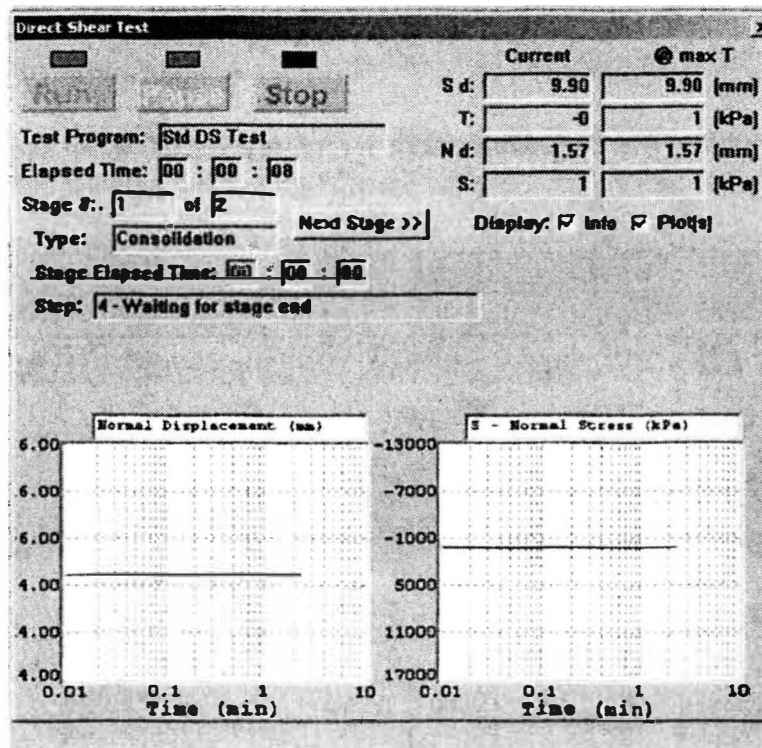 Direct Shear Test
Run
Stop
Test Program: Std DS Test
Elapsed Time: 00 : 00 : 08
Stage #:. 1 of 2
Next Stage >>
Type: Consolidation
Stage Elapsed Time: 00 : 00 : 00
Step: 4 - Waiting for stage end
Current @ max T
S d: 9.90 9.90 (mm)
T: -0 1 (kPa)
N d: 1.57 1.57 (mm)
S: 1 1 (kPa)
Display: Info Plot(s)
Normal Displacement (mm)
6.00
6.00
6.00
4.00
4.00
4.00
0.01 0.1 1 10
Time (min)
S - Normal Stress (kPa)
-13000
-7000
-1000
5000
11000
17000
0.01 0.1 1 10
Time (min)